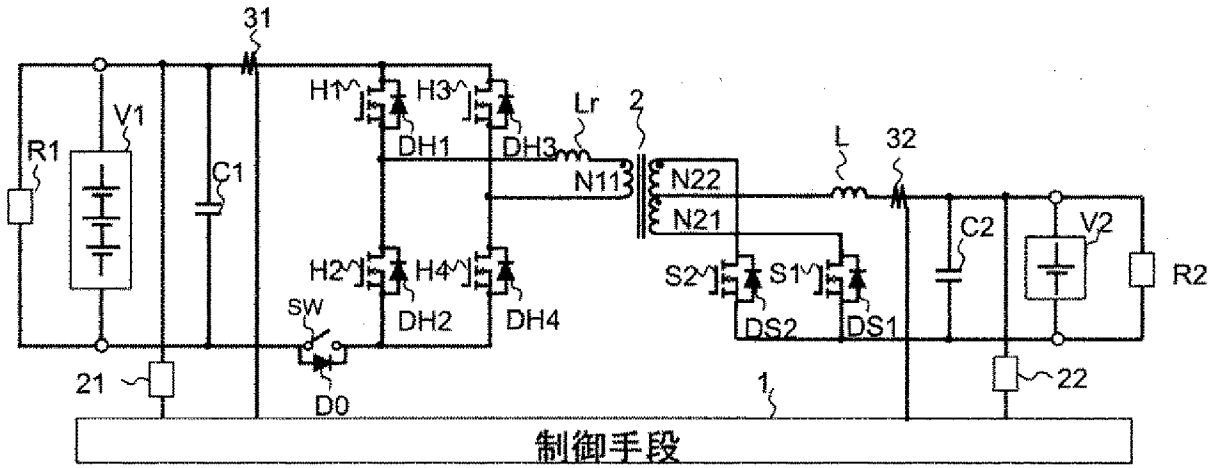 31
H1
H3
Lr
2
L
32
V1
R1
C1
DH1
DH3
N11
N22
N21
C2
V2
R2
H2
H4
S2
S1
SW
DH2
DH4
DS2
DS1
21
D0
1
22
制御手段